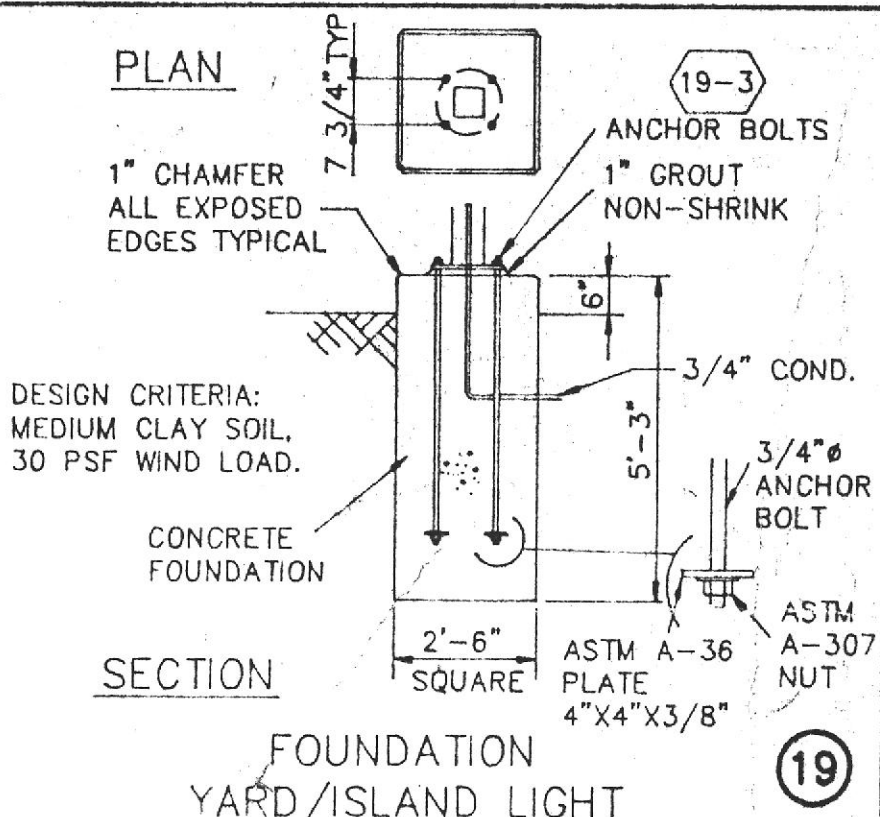 PLAN
7 3/4" TYP
19-3
ANCHOR BOLTS
1" CHAMFER
ALL EXPOSED
EDGES TYPICAL
1" GROUT
NON-SHRINK
6"
3/4" COND.
DESIGN CRITERIA:
MEDIUM CLAY SOIL,
30 PSF WIND LOAD.
5'-3"
3/4"ø
ANCHOR
BOLT
CONCRETE
FOUNDATION
2'-6"
SQUARE
ASTM A-36
PLATE
4"X4"X3/8"
ASTM
A-307
NUT
SECTION
FOUNDATION
YARD/ISLAND LIGHT
19